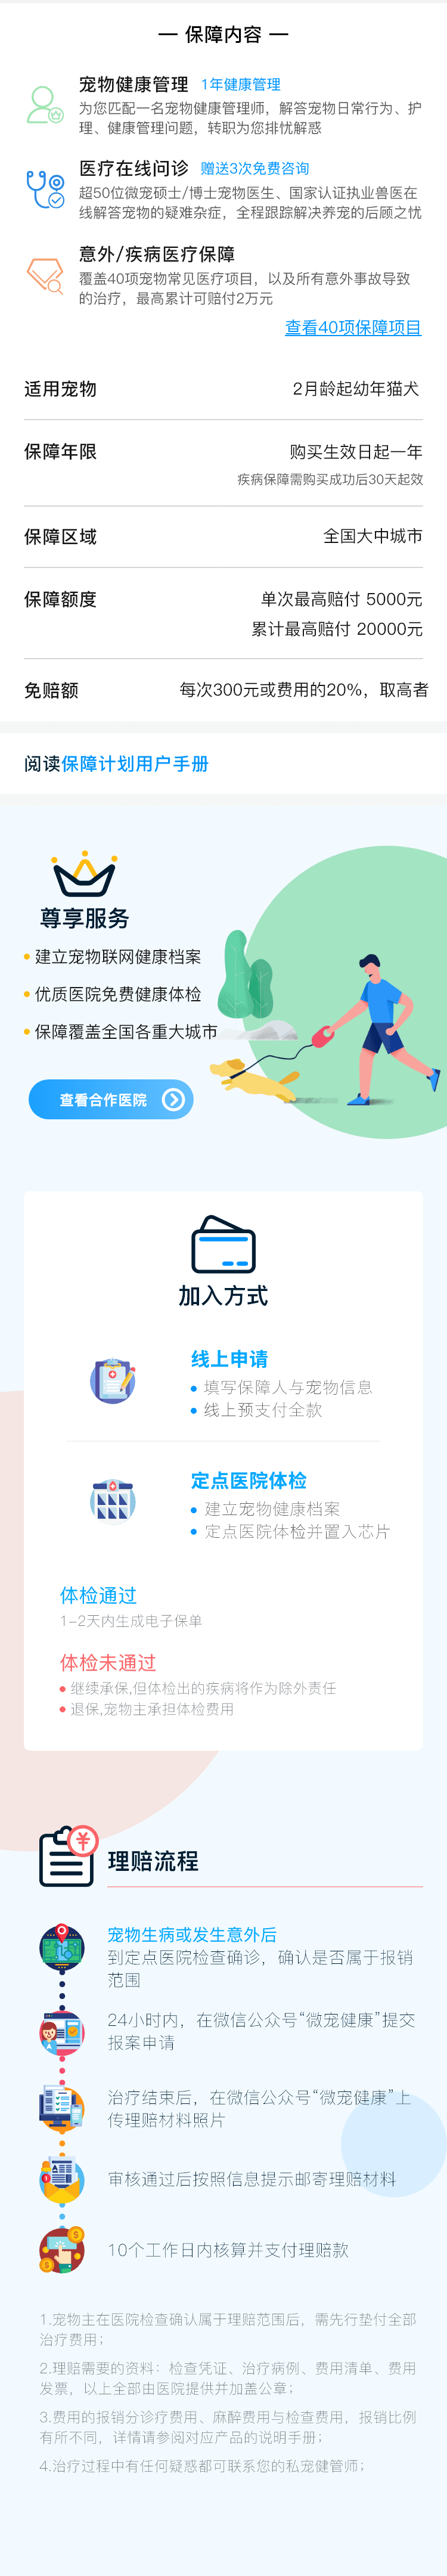 — 保障内容 —
宠物健康管理 1年健康管理
为您匹配一名宠物健康管理师，解答宠物日常行为、护
理、健康管理问题，转职为您排忧解惑
医疗在线问诊 赠送3次免费咨询
超50位微宠硕士/博士宠物医生、国家认证执业兽医在
线解答宠物的疑难杂症，全程跟踪解决养宠的后顾之忧
意外/疾病医疗保障
覆盖40项宠物常见医疗项目，以及所有意外事故导致
的治疗，最高累计可赔付2万元
查看40项保障项目
适用宠物 2月龄起幼年猫犬
保障年限 购买生效日起一年
疾病保障需购买成功后30天起效
保障区域 全国大中城市
保障额度 单次最高赔付 5000元
累计最高赔付 20000元
免赔额 每次300元或费用的20%，取高者
阅读保障计划用户手册
尊享服务
建立宠物联网健康档案
优质医院免费健康体检
保障覆盖全国各重大城市
查看合作医院
加入方式
线上申请
填写保障人与宠物信息
线上预支付全款
定点医院体检
建立宠物健康档案
定点医院体检并置入芯片
体检通过
1-2天内生成电子保单
体检未通过
继续承保,但体检出的疾病将作为除外责任
退保,宠物主承担体检费用
¥
理赔流程
宠物生病或发生意外后
到定点医院检查确诊，确认是否属于报销
范围
24小时内，在微信公众号“微宠健康”提交
报案申请
治疗结束后，在微信公众号“微宠健康”上
传理赔材料照片
审核通过后按照信息提示邮寄理赔材料
10个工作日内核算并支付理赔款
1.宠物主在医院检查确认属于理赔范围后，需先行垫付全部
治疗费用；
2.理赔需要的资料：检查凭证、治疗病例、费用清单、费用
发票，以上全部由医院提供并加盖公章；
3.费用的报销分诊疗费用、麻醉费用与检查费用，报销比例
有所不同，详情请参阅对应产品的说明手册；
4.治疗过程中有任何疑惑都可联系您的私宠健管师；